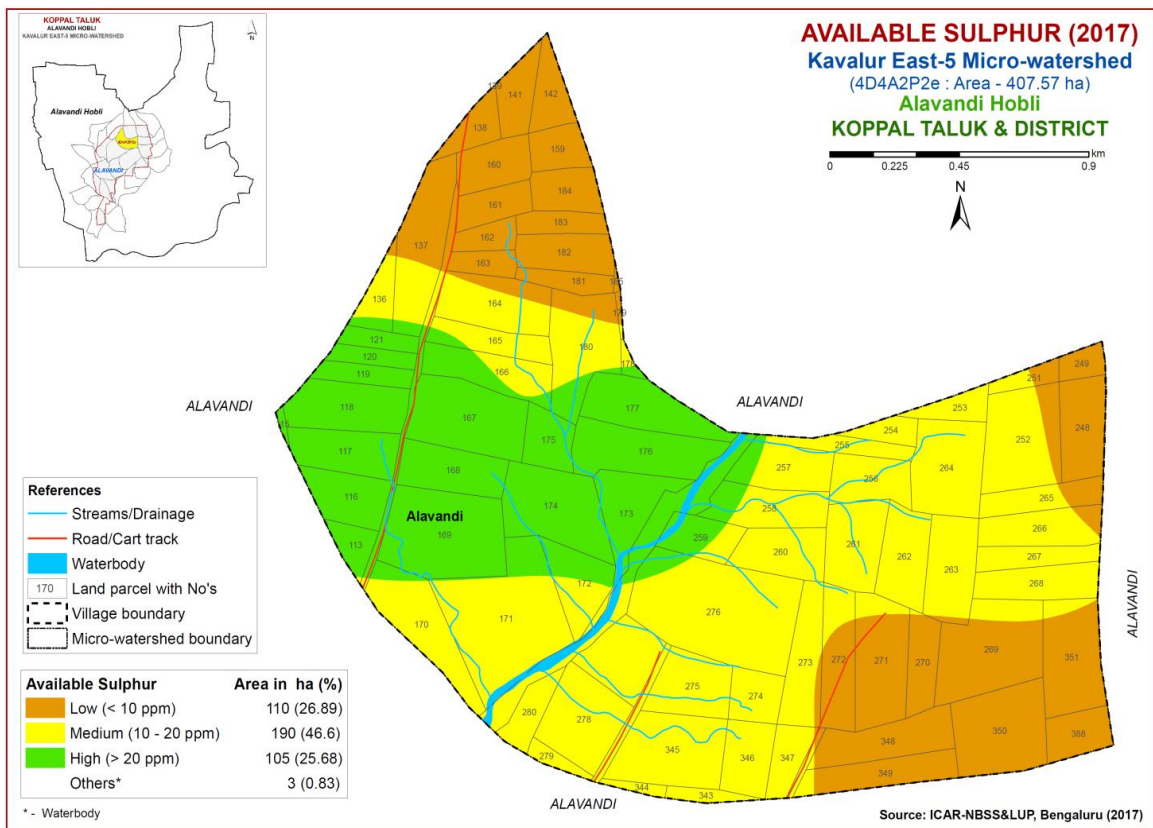 KOPPAL TALUK
ALAVANDI HOBLI
KAVALUR EAST-5 MICRO-WATERSHED
N
Alavandi Hobli
ALAVANDI
AVAILABLE SULPHUR (2017)
Kavalur East-5 Micro-watershed
(4D4A2P2e : Area - 407.57 ha)
Alavandi Hobli
KOPPAL TALUK & DISTRICT
km
0 0.225 0.45 0.9
N
139 141 142
138
160 159
184
161
162 183
137 163 182
181
136 164
165 180
121
120 166
119
118 167 177
175
117 168 176
116 174 173
Alavandi
113 169 259
172
170 171
ALAVANDI
ALAVANDI
249
251
253 248
254 252
255
257 264
256
258 265
266
260 261 262 267
263 268
276
273 272 271 270 269 351
275 274
280 278
279 345 346 347 348 350 388
349
344 343
ALAVANDI
ALAVANDI
References
Streams/Drainage
Road/Cart track
Waterbody
170 Land parcel with No's
Village boundary
Micro-watershed boundary
Available Sulphur Area in ha (%)
Low (< 10 ppm) 110 (26.89)
Medium (10 - 20 ppm) 190 (46.6)
High (> 20 ppm) 105 (25.68)
Others* 3 (0.83)
* - Waterbody
Source: ICAR-NBSS&LUP, Bengaluru (2017)